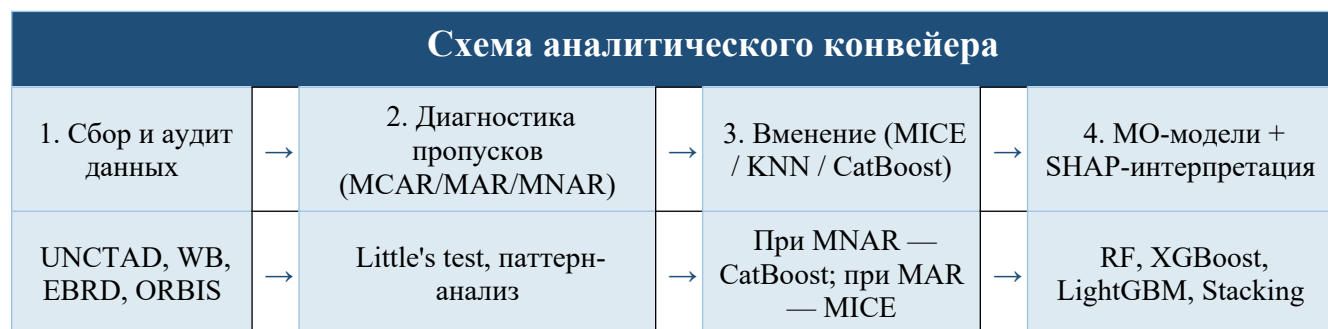 Схема аналитического конвейера
1. Сбор и аудит
данных
→
2. Диагностика
пропусков
(MCAR/MAR/MNAR)
→
3. Вменение (MICE
/ KNN / CatBoost)
→
4. МО-модели +
SHAP-интерпретация
UNCTAD, WB,
EBRD, ORBIS
→
Little's test, паттерн-
анализ
→
При MNAR —
CatBoost; при MAR
— MICE
→
RF, XGBoost,
LightGBM, Stacking